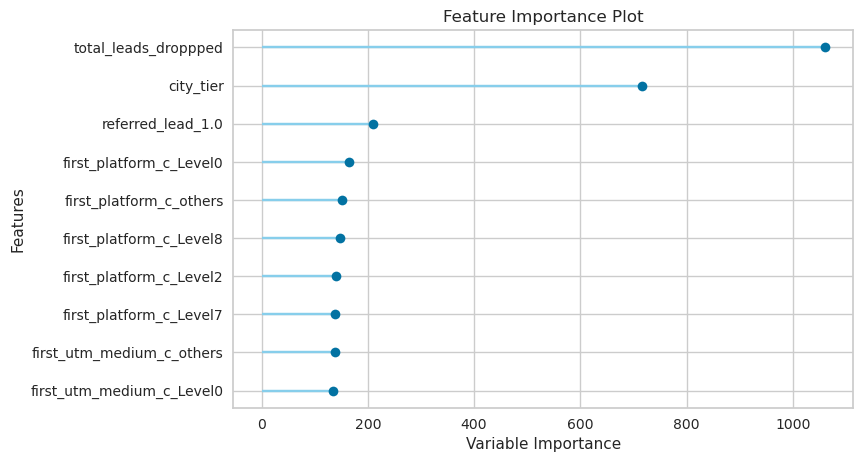 Feature Importance Plot
total_leads_droppped
city_tier
referred_lead_1.0
first_platform_c_Level0
first_platform_c_others
first_platform_c_Level8
first_platform_c_Level2
first_platform_c_Level7
first_utm_medium_c_others
first_utm_medium_c_Level0
Features
0 200 400 600 800 1000
Variable Importance